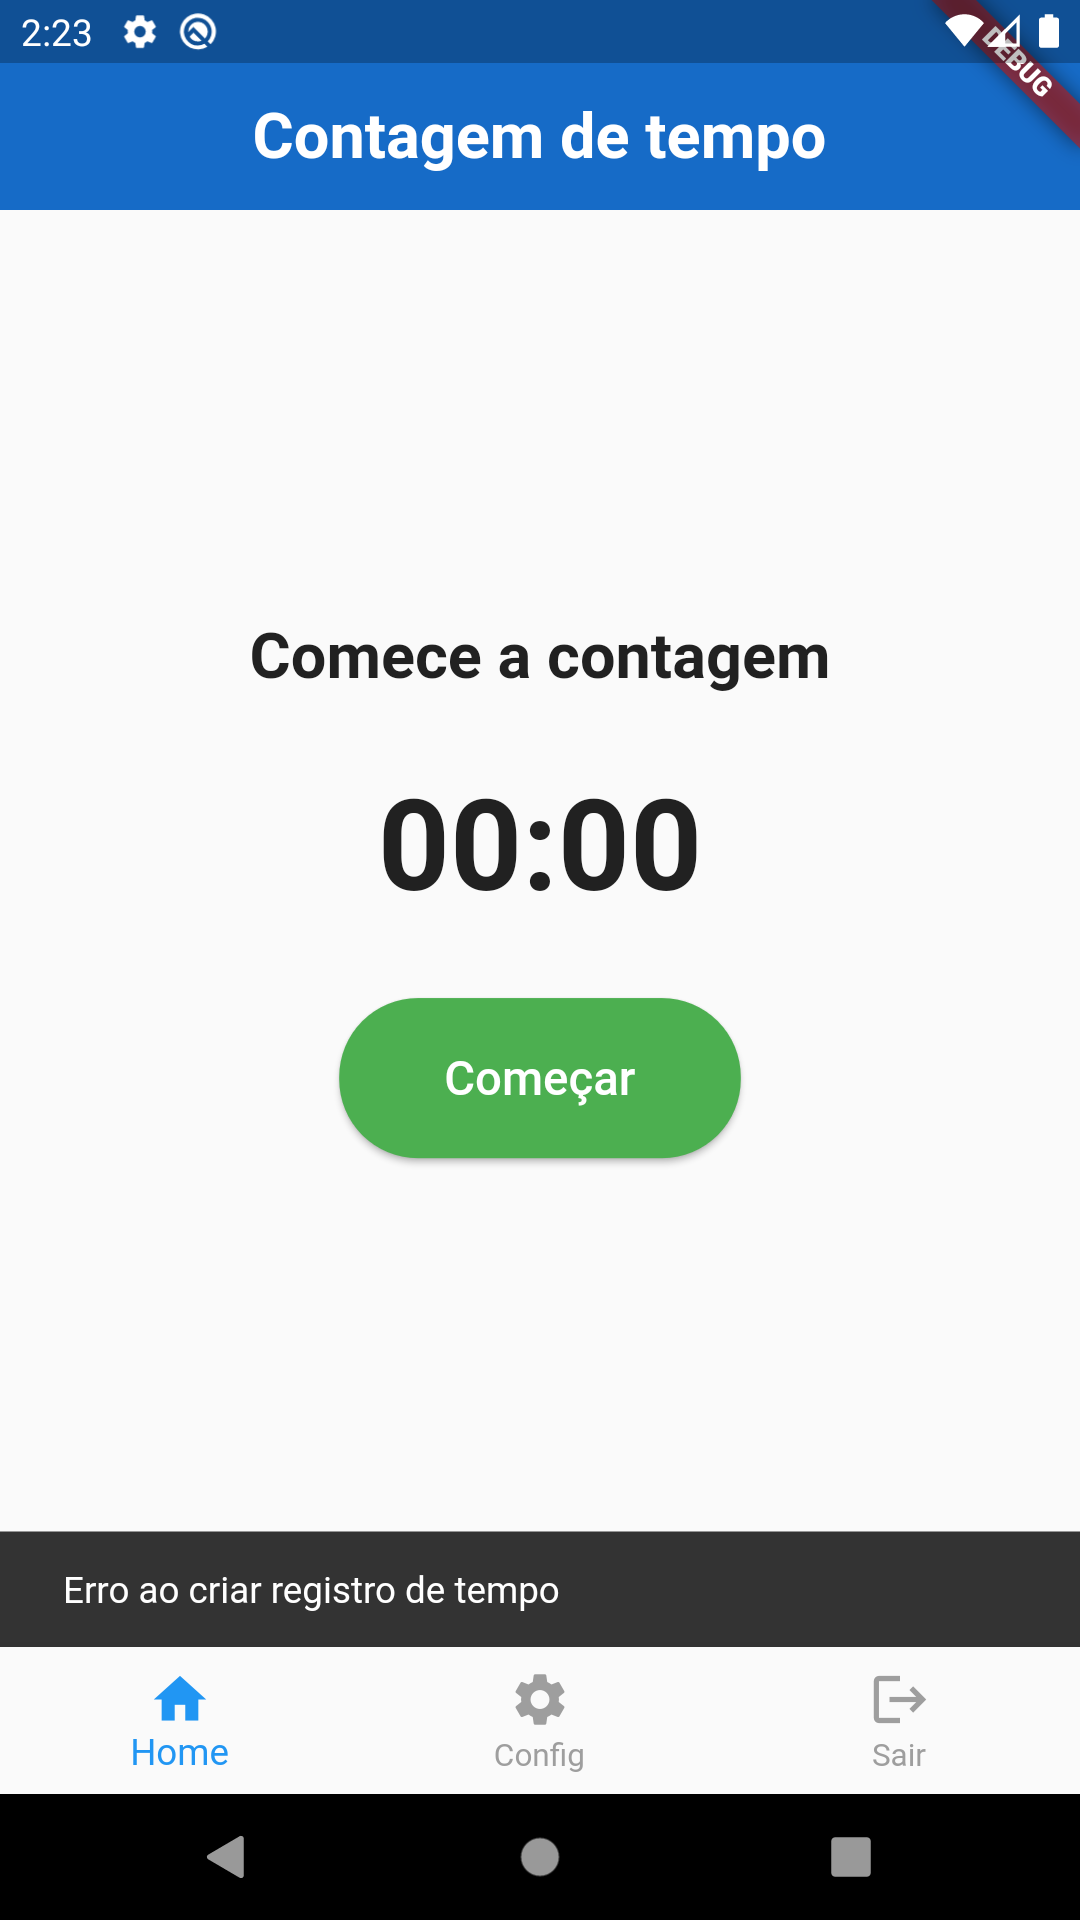 2:23
DEBUG
Contagem de tempo
Comece a contagem
00:00
Começar
Erro ao criar registro de tempo
Home
Config
Sair